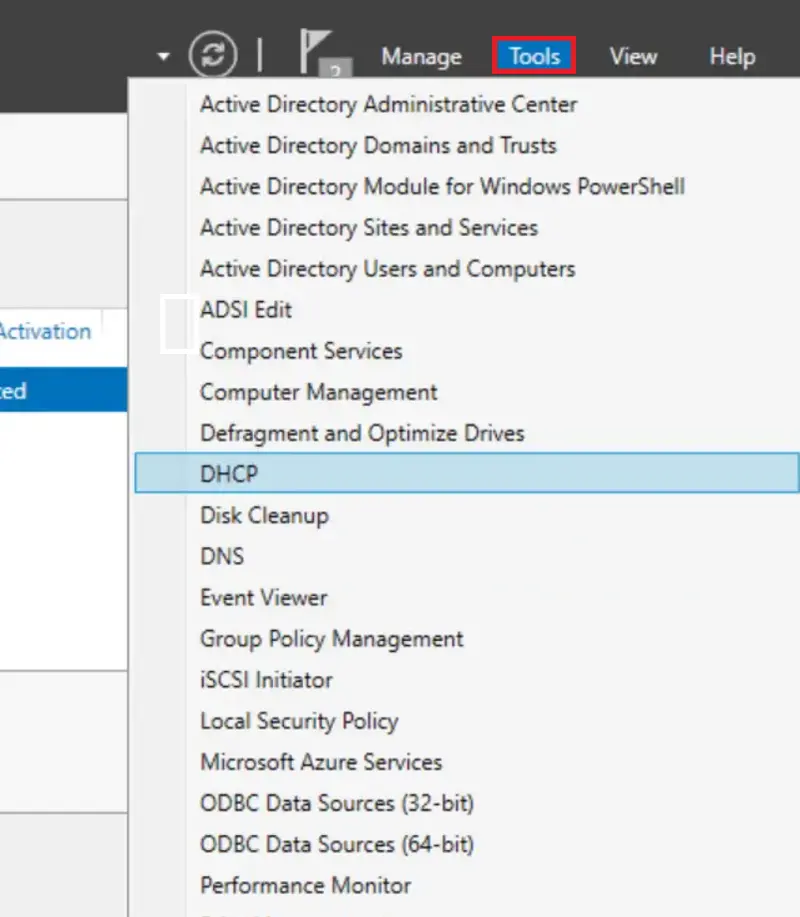 Manage Tools View Help
Active Directory Administrative Center
Active Directory Domains and Trusts
Active Directory Module for Windows PowerShell
Active Directory Sites and Services
Active Directory Users and Computers
ADSI Edit
Activation
Component Services
Computer Management
Defragment and Optimize Drives
DHCP
Disk Cleanup
DNS
Event Viewer
Group Policy Management
iSCSI Initiator
Local Security Policy
Microsoft Azure Services
ODBC Data Sources (32-bit)
ODBC Data Sources (64-bit)
Performance Monitor